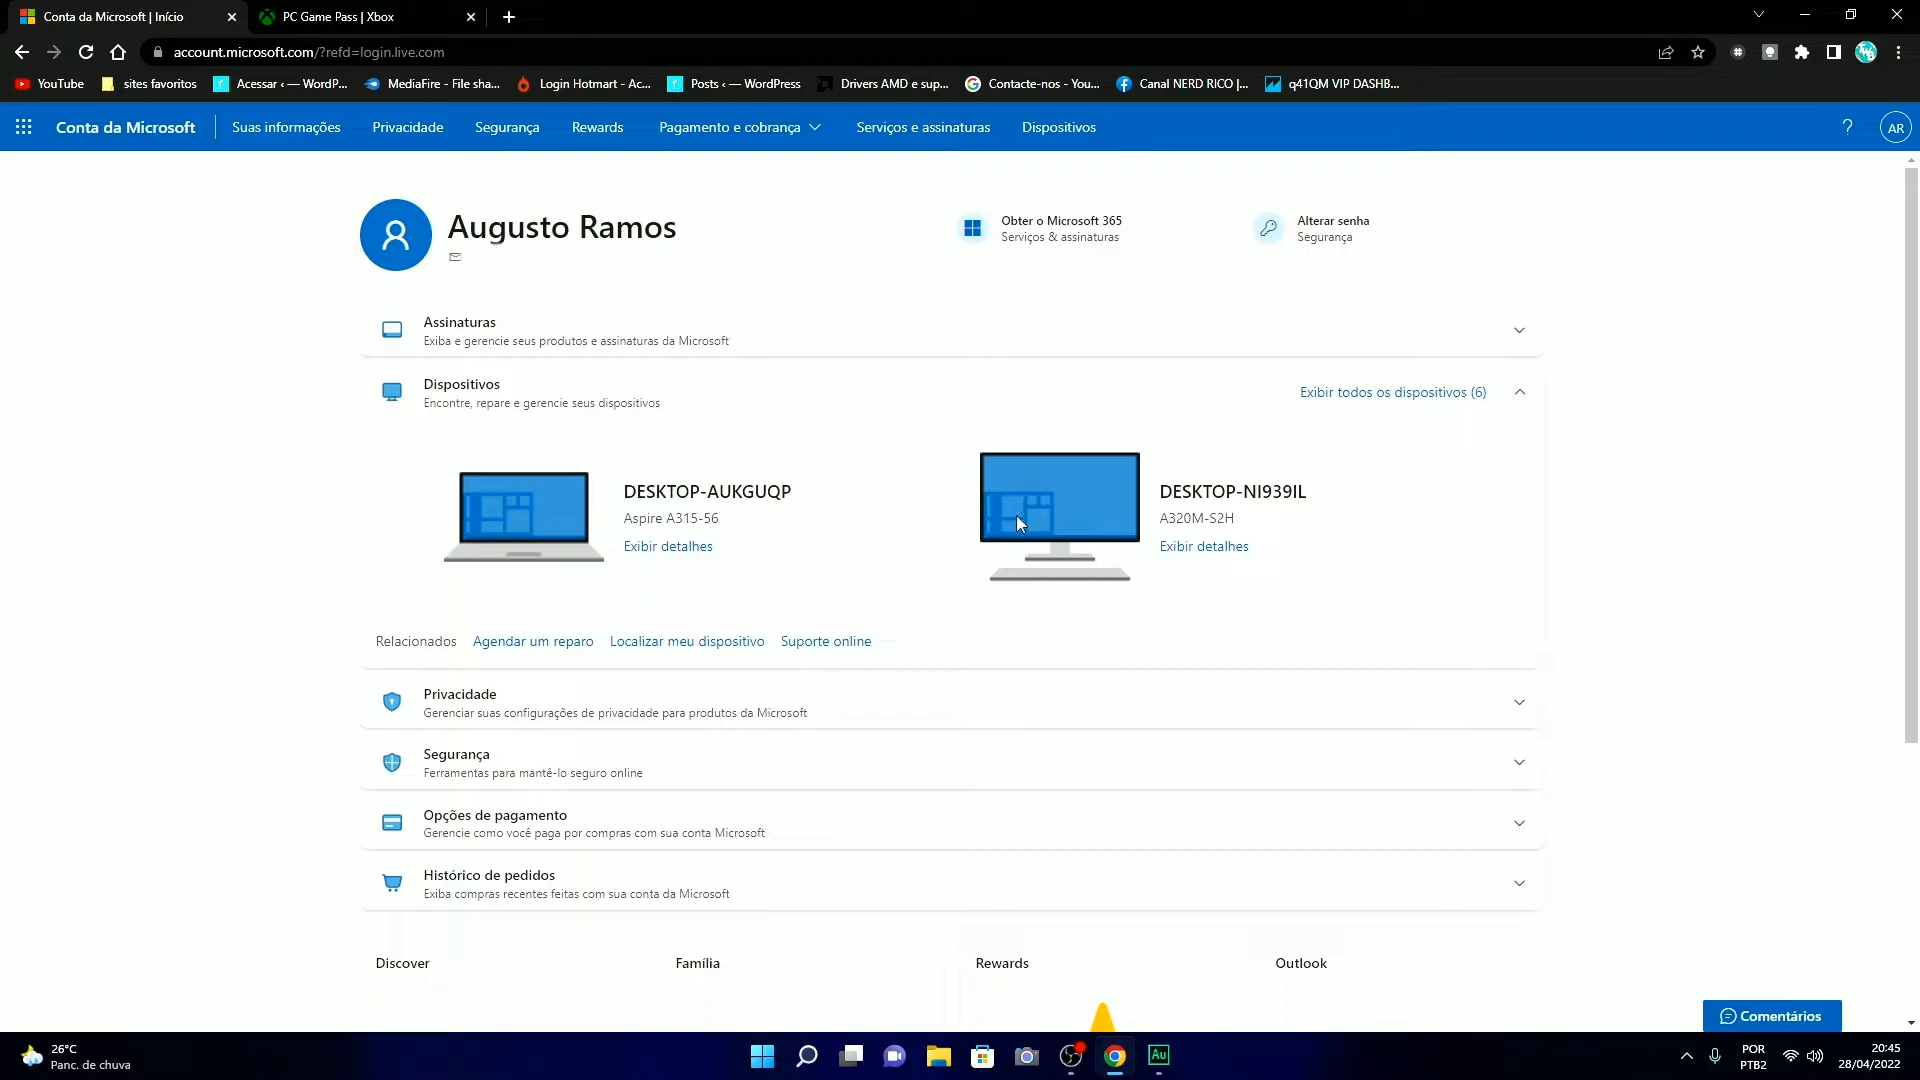 Conta da Microsoft | Início
PC Game Pass | Xbox
account.microsoft.com/?refd=login.live.com
YouTube
sites favoritos
Acessar ‹ — WordP...
MediaFire - File sha...
Login Hotmart - Ac...
Posts ‹ — WordPress
Drivers AMD e sup...
Contacte-nos - You...
Canal NERD RICO |...
q41QM VIP DASHB...
Conta da Microsoft
Suas informações
Privacidade
Segurança
Rewards
Pagamento e cobrança
Serviços e assinaturas
Dispositivos
?
AR
Augusto Ramos
Obter o Microsoft 365
Serviços & assinaturas
Alterar senha
Segurança
Assinaturas
Exiba e gerencie seus produtos e assinaturas da Microsoft
Dispositivos
Encontre, repare e gerencie seus dispositivos
Exibir todos os dispositivos (6)
DESKTOP-AUKGUQP
Aspire A315-56
Exibir detalhes
DESKTOP-NI939IL
A320M-S2H
Exibir detalhes
Relacionados
Agendar um reparo
Localizar meu dispositivo
Suporte online
Privacidade
Gerenciar suas configurações de privacidade para produtos da Microsoft
Segurança
Ferramentas para mantê-lo seguro online
Opções de pagamento
Gerencie como você paga por compras com sua conta Microsoft
Histórico de pedidos
Exiba compras recentes feitas com sua conta da Microsoft
Discover
Família
Rewards
Outlook
Comentários
26°C
Panc. de chuva
Au
POR
PTB2
20:45
28/04/2022